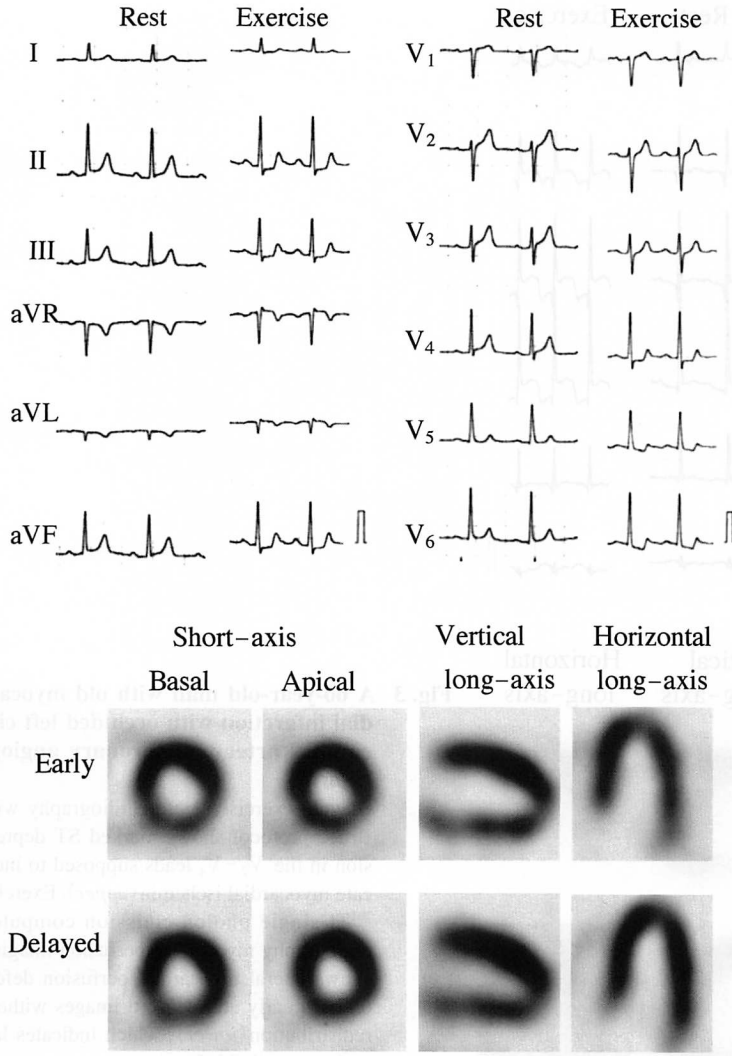 Rest Exercise
I
II
III
aVR
aVL
aVF
Rest Exercise
V₁
V₂
V₃
V₄
V₅
V₆
Short-axis
Basal Apical
Vertical
long-axis
Horizontal
long-axis
Early
Delayed